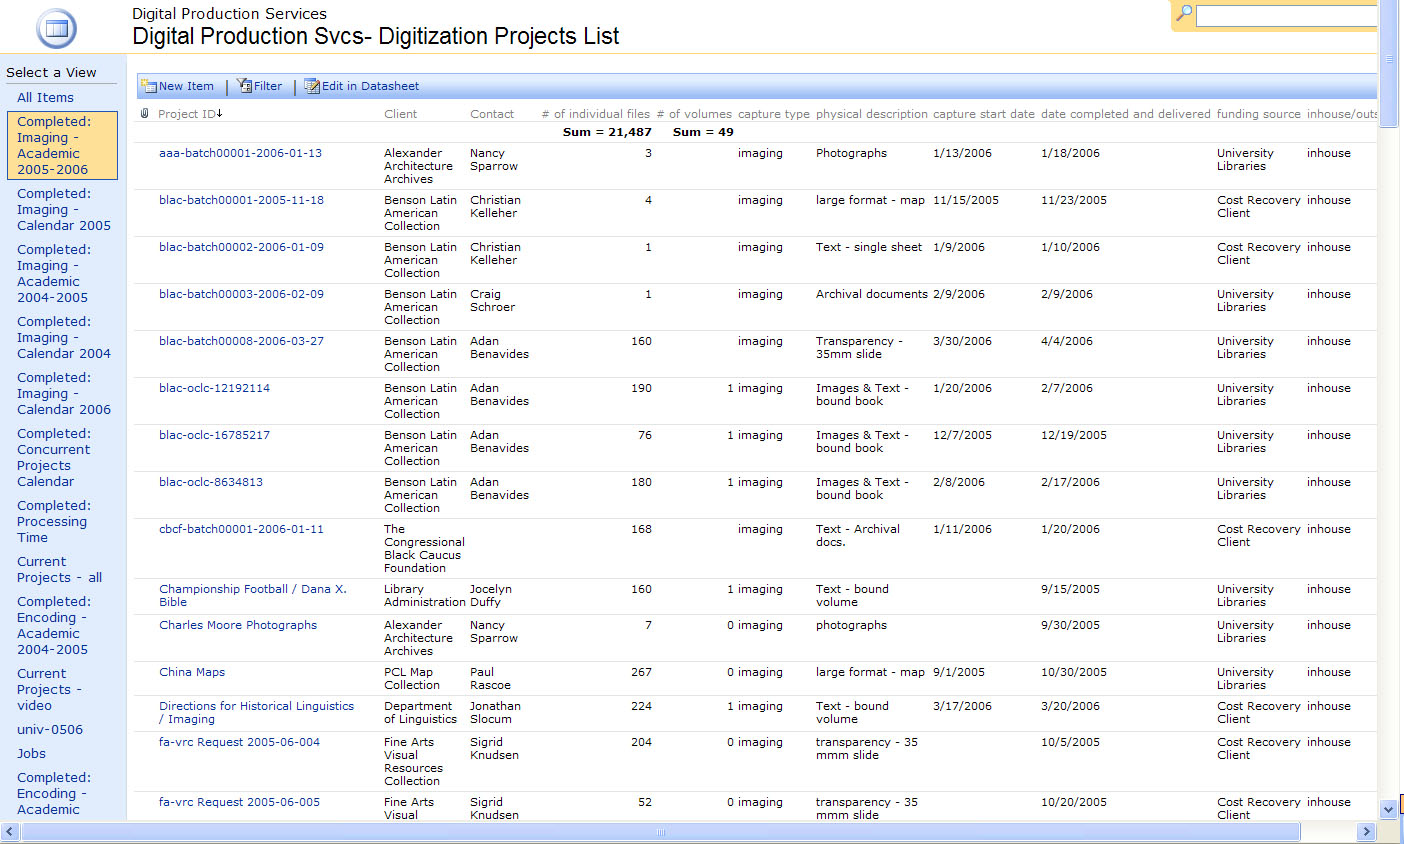 Digital Production Services
Digital Production Svcs- Digitization Projects List
Select a View
All Items
Completed:
Imaging -
Academic
2005-2006
Completed:
Imaging -
Calendar 2005
Completed:
Imaging -
Academic
2004-2005
Completed:
Imaging -
Calendar 2004
Completed:
Imaging -
Calendar 2006
Completed:
Concurrent
Projects
Calendar
Completed:
Processing
Time
Current
Projects - all
Completed:
Encoding -
Academic
2004-2005
Current
Projects -
video
univ-0506
Jobs
Completed:
Encoding -
Academic
New Item | Filter | Edit in Datasheet
Project ID Client Contact # of individual files # of volumes capture type physical description capture start date date completed and delivered funding source inhouse/outs
Sum = 21,487 Sum = 49
aaa-batch00001-2006-01-13 Alexander Nancy 3 imaging Photographs 1/13/2006 1/18/2006 University inhouse
Architecture Sparrow Libraries
Archives
blac-batch00001-2005-11-18 Benson Latin Christian 4 imaging large format - map 11/15/2005 11/23/2005 Cost Recovery inhouse
American Kelleher Client
Collection
blac-batch00002-2006-01-09 Benson Latin Christian 1 imaging Text - single sheet 1/9/2006 1/10/2006 Cost Recovery inhouse
American Kelleher Client
Collection
blac-batch00003-2006-02-09 Benson Latin Craig 1 imaging Archival documents 2/9/2006 2/9/2006 University inhouse
American Schroer Libraries
Collection
blac-batch00008-2006-03-27 Benson Latin Adan 160 imaging Transparency - 3/30/2006 4/4/2006 University inhouse
American Benavides 35mm slide Libraries
Collection
blac-oclc-12192114 Benson Latin Adan 190 1 imaging Images & Text - 1/20/2006 2/7/2006 University inhouse
American Benavides bound book Libraries
Collection
blac-oclc-16785217 Benson Latin Adan 76 1 imaging Images & Text - 12/7/2005 12/19/2005 University inhouse
American Benavides bound book Libraries
Collection
blac-oclc-8634813 Benson Latin Adan 180 1 imaging Images & Text - 2/8/2006 2/17/2006 University inhouse
American Benavides bound book Libraries
Collection
cbcf-batch00001-2006-01-11 The 168 imaging Text - Archival 1/11/2006 1/20/2006 Cost Recovery inhouse
Congressional docs. Client
Black Caucus
Foundation
Championship Football / Dana X. Library Jocelyn 160 1 imaging Text - bound 9/15/2005 University inhouse
Bible Administration Duffy volume Libraries
Charles Moore Photographs Alexander Nancy 7 0 imaging photographs 9/30/2005 University inhouse
Architecture Sparrow Libraries
Archives
China Maps PCL Map Paul 267 0 imaging large format - map 9/1/2005 10/30/2005 University inhouse
Collection Rascoe Libraries
Directions for Historical Linguistics Department Jonathan 224 1 imaging Text - bound 3/17/2006 3/20/2006 Cost Recovery inhouse
/ Imaging of Linguistics Slocum volume Client
fa-vrc Request 2005-06-004 Fine Arts Sigrid 204 0 imaging transparency - 35 10/5/2005 Cost Recovery inhouse
Visual Knudsen mmm slide Client
Resources
Collection
fa-vrc Request 2005-06-005 Fine Arts Sigrid 52 0 imaging transparency - 35 10/20/2005 Cost Recovery inhouse
Visual Knudsen mmm slide Client